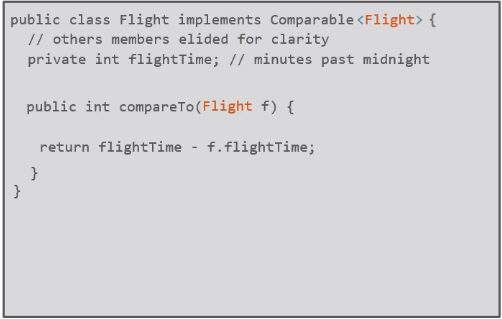 public class Flight implements Comparable<Flight> {
// others members elided for clarity
private int flightTime; // minutes past midnight
public int compareTo(Flight f) {
return flightTime - f.flightTime;
}
}